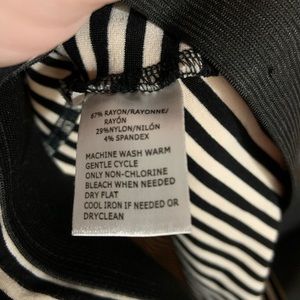 67% RAYON/RAYONNE/
RAYÓN
29%NYLON/NILÓN
4% SPANDEX
MACHINE WASH WARM
GENTLE CYCLE
ONLY NON-CHLORINE
BLEACH WHEN NEEDED
DRY FLAT
COOL IRON IF NEEDED OR
DRYCLEAN